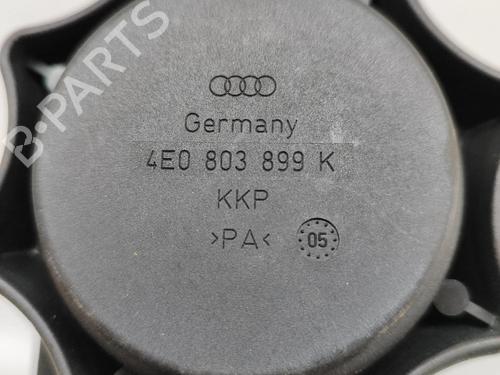 B-PARTS
Germany
4E0 803 899 K
KKP
>PA< 05